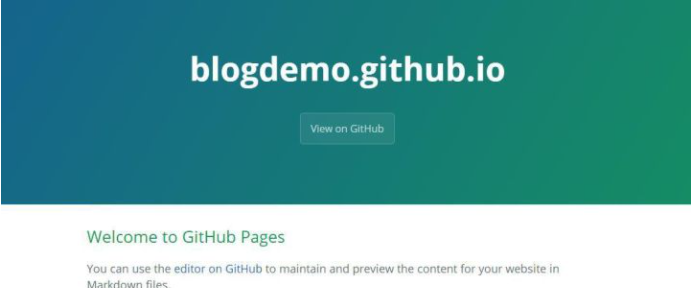 blogdemo.github.io
View on GitHub
Welcome to GitHub Pages
You can use the editor on GitHub to maintain and preview the content for your website in
Markdown files.